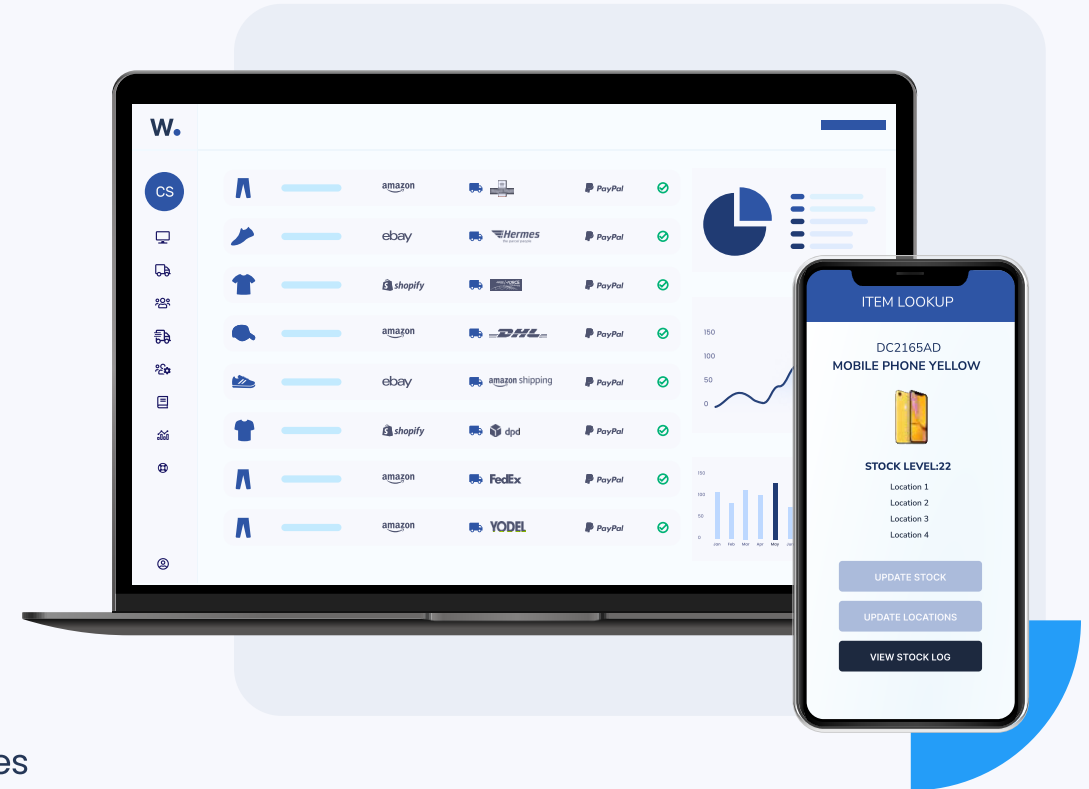 W.
CS
amazon
PayPal
ebay
Hermes
PayPal
shopify
PayPal
amazon
DHL
PayPal
ebay
amazon shipping
PayPal
shopify
dpd
PayPal
amazon
FedEx
PayPal
amazon
YODEL
PayPal
150
100
50
0
150
100
50
0
Jan Feb Mar Apr May
ITEM LOOKUP
DC2165AD
MOBILE PHONE YELLOW
STOCK LEVEL:22
Location 1
Location 2
Location 3
Location 4
UPDATE STOCK
UPDATE LOCATIONS
VIEW STOCK LOG
es